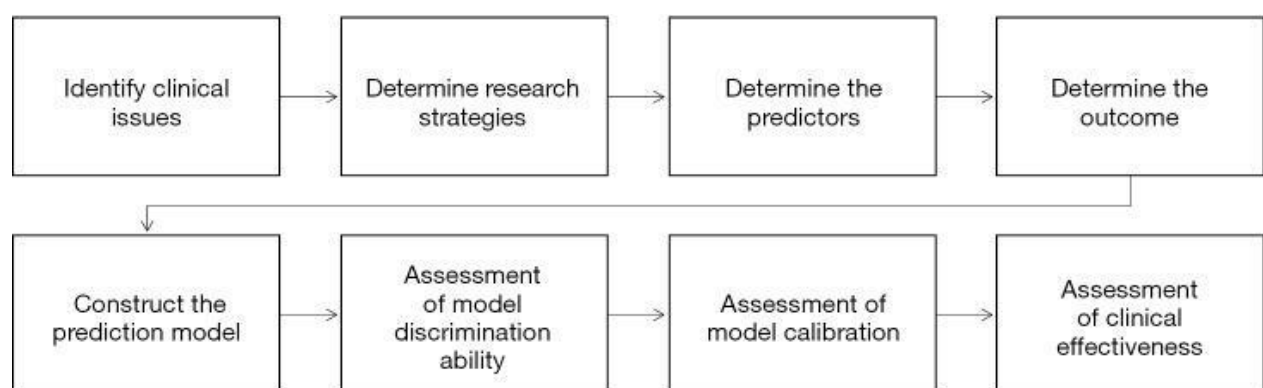 Identify clinical
issues
Determine research
strategies
Determine the
predictors
Determine the
outcome
Construct the
prediction model
Assessment
of model
discrimination
ability
Assessment of
model calibration
Assessment
of clinical
effectiveness